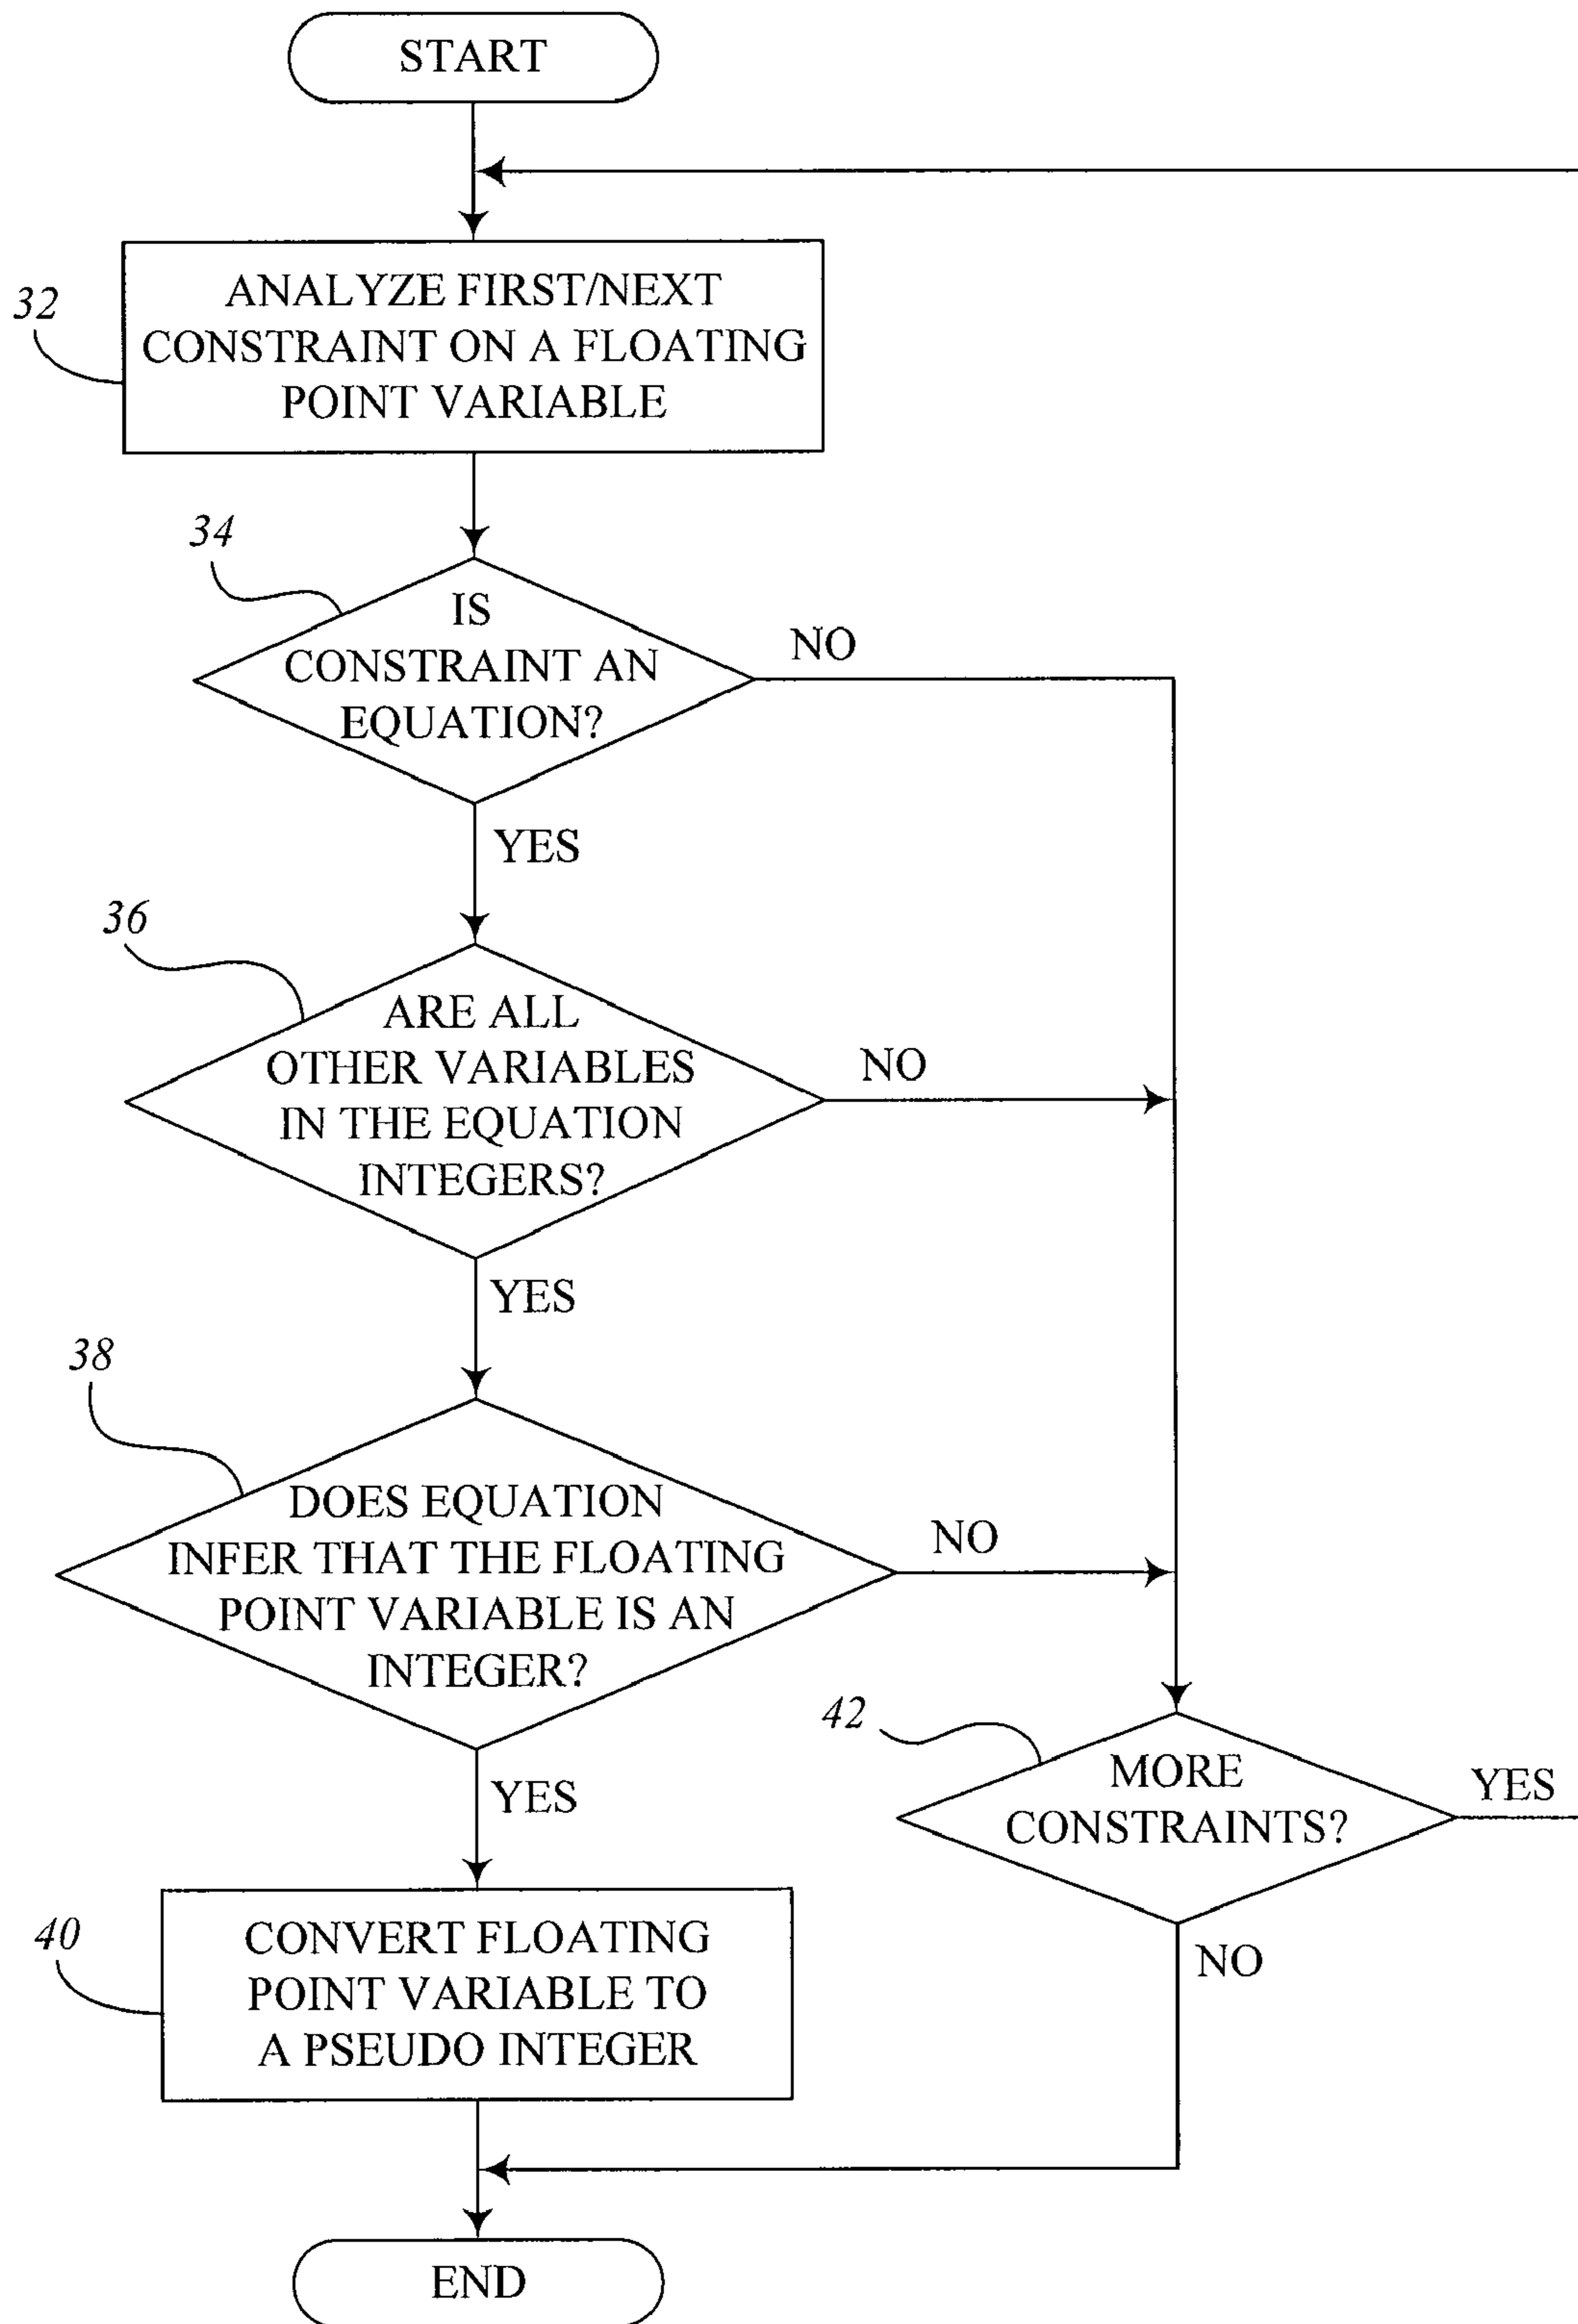 START
32
ANALYZE FIRST/NEXT
CONSTRAINT ON A FLOATING
POINT VARIABLE
34
IS
CONSTRAINT AN
EQUATION?
NO
YES
36
ARE ALL
OTHER VARIABLES
IN THE EQUATION
INTEGERS?
NO
YES
38
DOES EQUATION
INFER THAT THE FLOATING
POINT VARIABLE IS AN
INTEGER?
NO
YES
42
MORE
CONSTRAINTS?
YES
NO
40
CONVERT FLOATING
POINT VARIABLE TO
A PSEUDO INTEGER
END